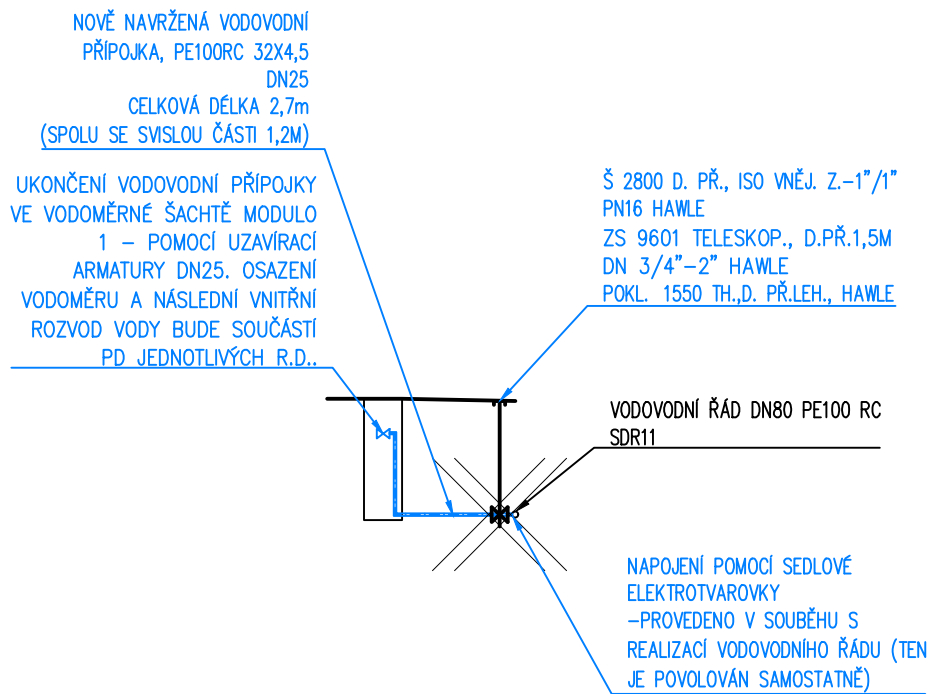 NOVĚ NAVRŽENÁ VODOVODNÍ
PŘÍPOJKA, PE100RC 32X4,5
DN25
CELKOVÁ DÉLKA 2,7m
(SPOLU SE SVISLOU ČÁSTI 1,2M)
UKONČENÍ VODOVODNÍ PŘÍPOJKY
VE VODOMĚRNÉ ŠACHTĚ MODULO
1 – POMOCÍ UZAVÍRACÍ
ARMATURY DN25. OSAZENÍ
VODOMĚRU A NÁSLEDNÍ VNITŘNÍ
ROZVOD VODY BUDE SOUČÁSTÍ
PD JEDNOTLIVÝCH R.D..
Š 2800 D. PŘ., ISO VNĚJ. Z.–1"/1"
PN16 HAWLE
ZS 9601 TELESKOP., D.PŘ.1,5M
DN 3/4"–2" HAWLE
POKL. 1550 TH.,D. PŘ.LEH., HAWLE
VODOVODNÍ ŘÁD DN80 PE100 RC
SDR11
NAPOJENÍ POMOCÍ SEDLOVÉ
ELEKTROTVAROVKY
–PROVEDENO V SOUBĚHU S
REALIZACÍ VODOVODNÍHO ŘÁDU (TEN
JE POVOLOVÁN SAMOSTATNĚ)